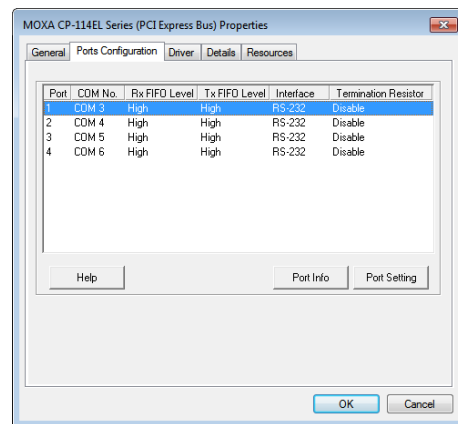 MOXA CP-114EL Series (PCI Express Bus) Properties
General Ports Configuration Driver Details Resources
Port COM No. Rx FIFO Level Tx FIFO Level Interface Termination Resistor
1 COM 3 High High RS-232 Disable
2 COM 4 High High RS-232 Disable
3 COM 5 High High RS-232 Disable
4 COM 6 High High RS-232 Disable
Help Port Info Port Setting
OK Cancel